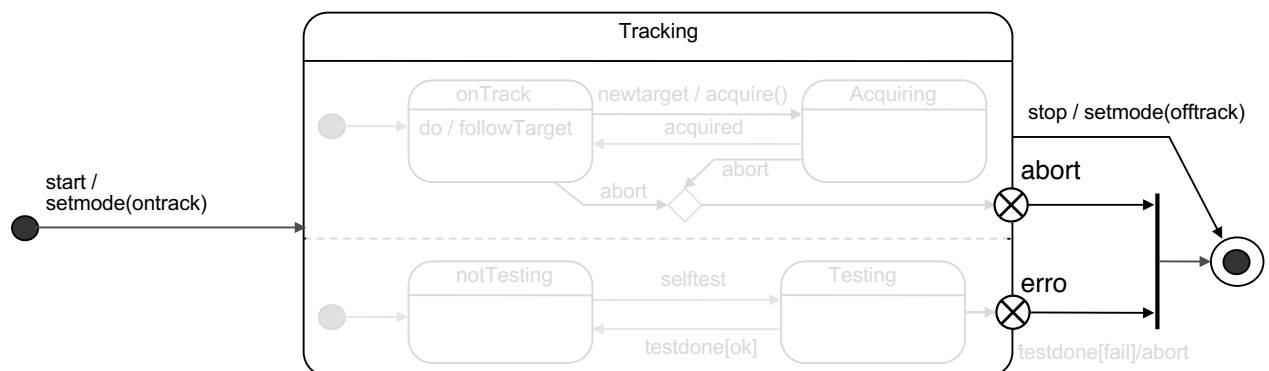 Tracking
onTrack
newtarget / acquire()
Acquiring
do / followTarget
acquired
stop / setmode(offtrack)
abort
abort
abort
start /
setmode(ontrack)
notTesting
selftest
Testing
erro
testdone[ok]
testdone[fail]/abort